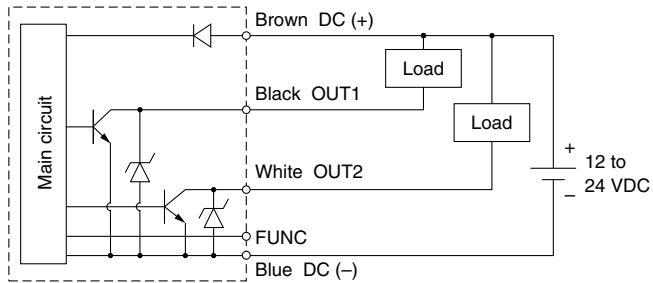 Brown DC (+)
Load
Black OUT1
Load
Main circuit
White OUT2
+
12 to
24 VDC
–
FUNC
Blue DC (–)